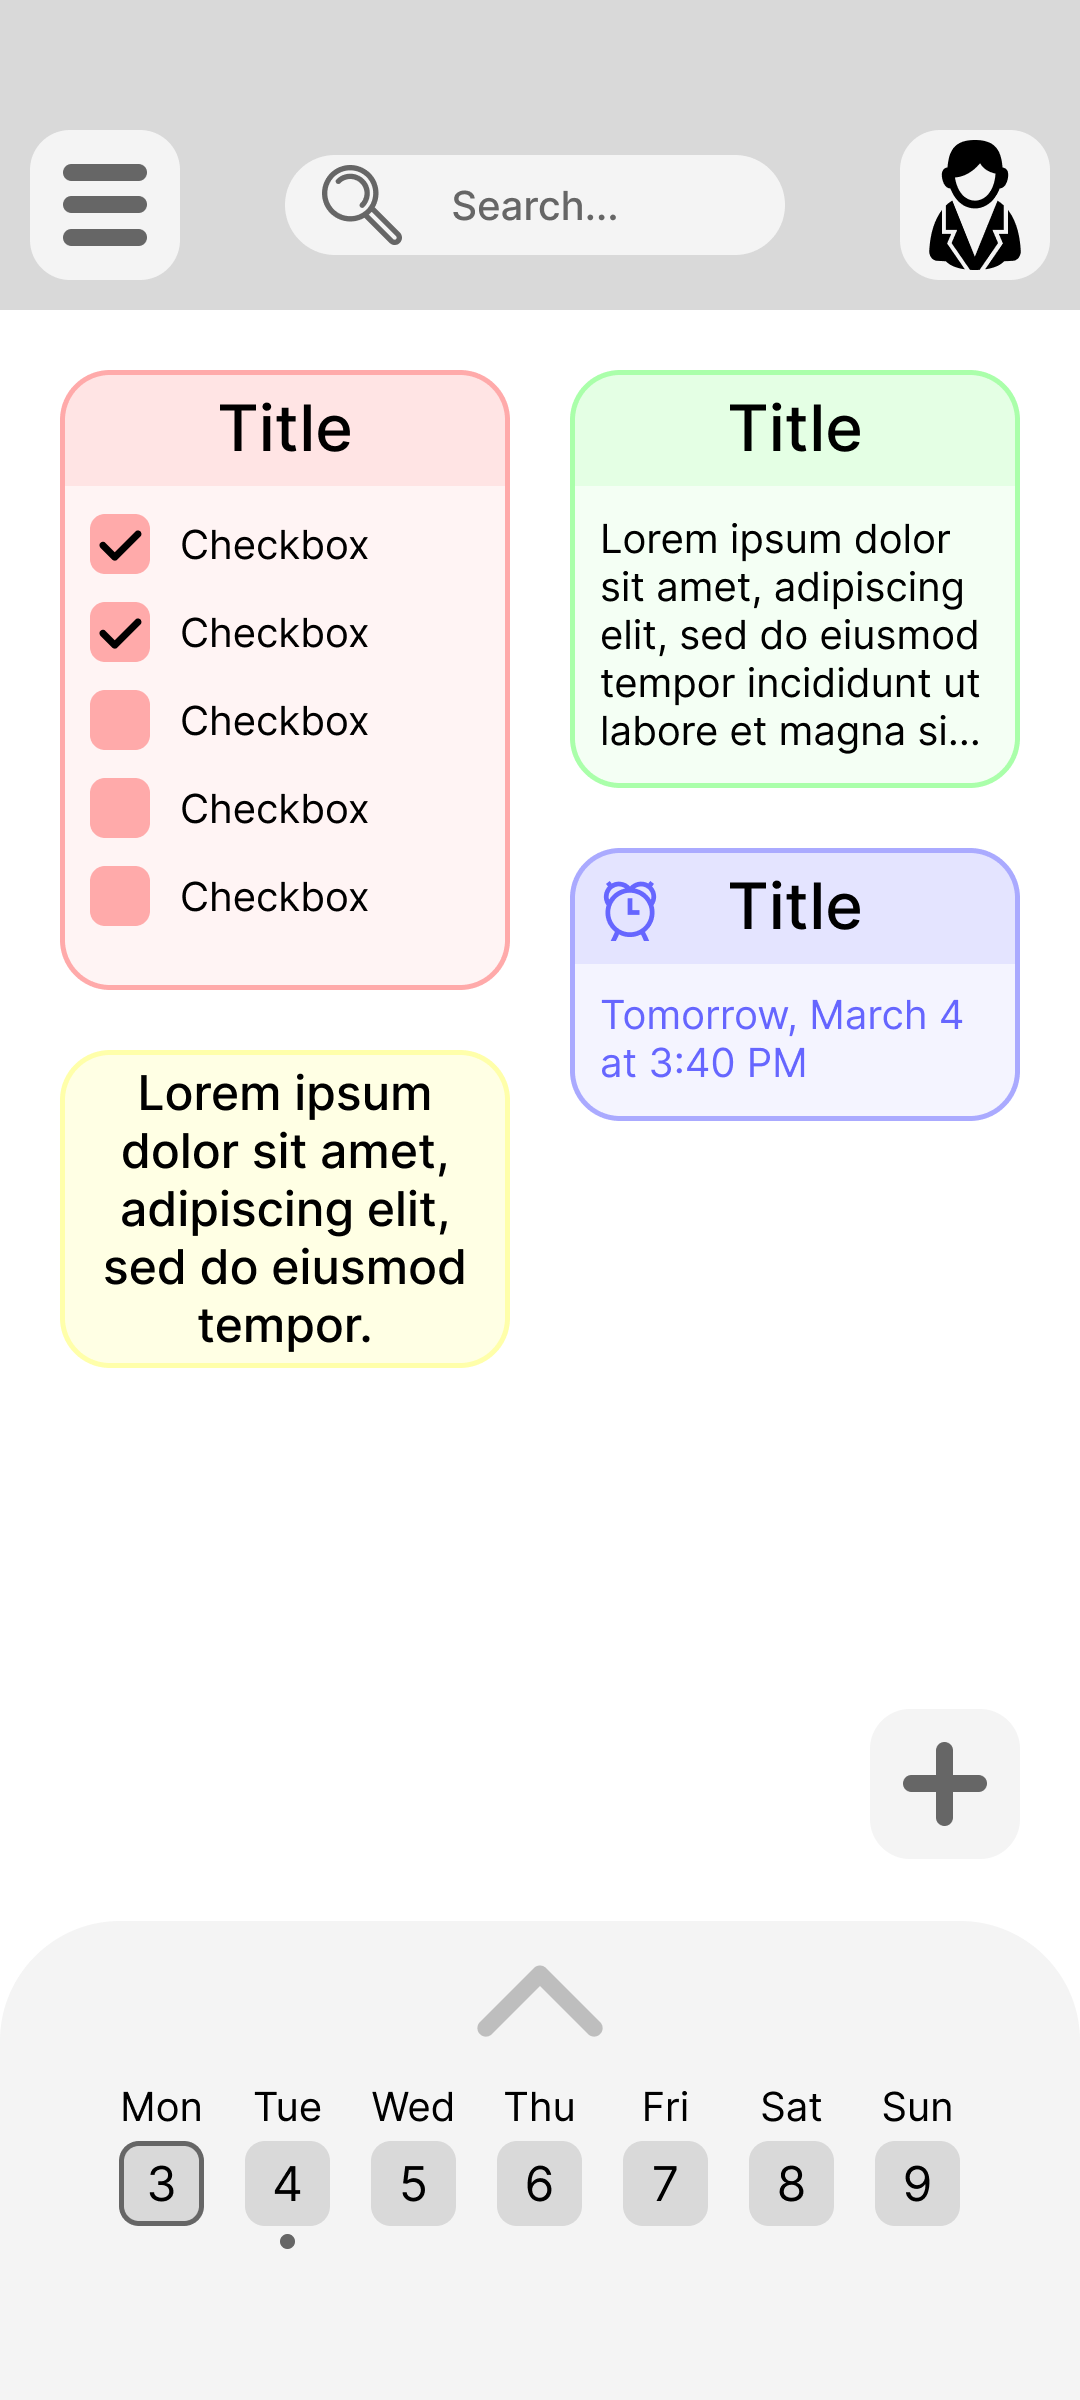 Search...
Title
Checkbox
Checkbox
Checkbox
Checkbox
Checkbox
Lorem ipsum
dolor sit amet,
adipiscing elit,
sed do eiusmod
tempor.
Title
Lorem ipsum dolor
sit amet, adipiscing
elit, sed do eiusmod
tempor incididunt ut
labore et magna si...
Title
Tomorrow, March 4
at 3:40 PM
Mon Tue Wed Thu Fri Sat Sun
3 4 5 6 7 8 9